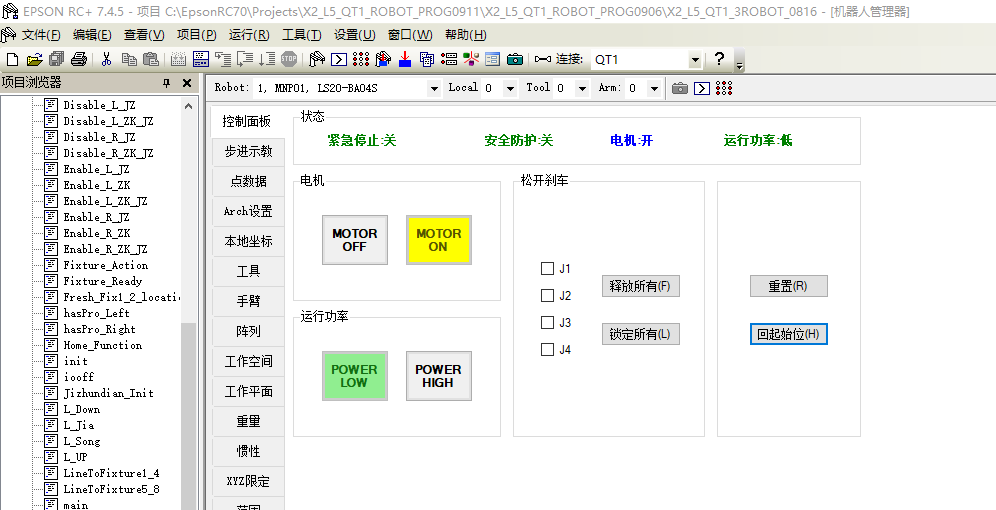 EPSON RC+ 7.4.5 - 项目 C:\EpsonRC70\Projects\X2_L5_QT1_ROBOT_PROG0911\X2_L5_QT1_ROBOT_PROG0906\X2_L5_QT1_3ROBOT_0816 - [机器人管理器]
文件(F) 编辑(E) 查看(V) 项目(P) 运行(R) 工具(T) 设置(U) 窗口(W) 帮助(H)
STOP 连接: QT1 ?
项目浏览器
Robot: 1, MNP01, LS20-BA04S Local 0 Tool 0 Arm: 0
Disable_L_JZ
Disable_L_ZK_JZ
Disable_R_JZ
Disable_R_ZK_JZ
Enable_L_JZ
Enable_L_ZK
Enable_L_ZK_JZ
Enable_R_JZ
Enable_R_ZK
Enable_R_ZK_JZ
Fixture_Action
Fixture_Ready
Fresh_Fix1_2_locatio
hasPro_Left
hasPro_Right
Home_Function
init
iooff
Jizhundian_Init
L_Down
L_Jia
L_Song
L_UP
LineToFixture1_4
LineToFixture5_8
main
控制面板
步进示教
点数据
Arch设置
本地坐标
工具
手臂
阵列
工作空间
工作平面
重量
惯性
XYZ限定
范围
状态
紧急停止:关 安全防护:关 电机:开 运行功率:低
电机
MOTOR OFF
MOTOR ON
运行功率
POWER LOW
POWER HIGH
松开刹车
J1
J2
J3
J4
释放所有(F)
锁定所有(L)
重置(R)
回起始位(H)